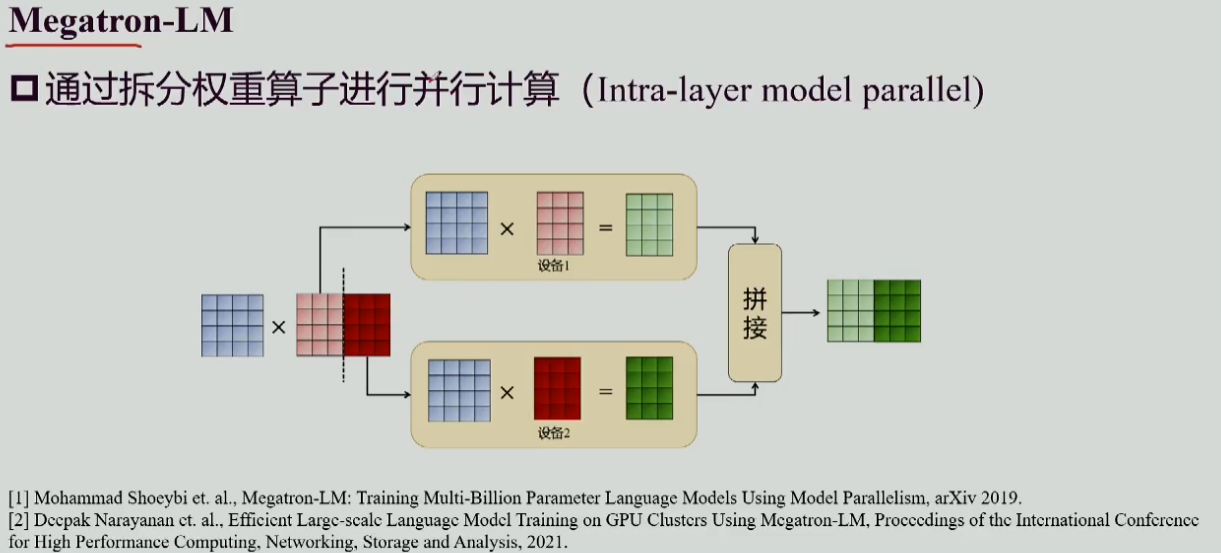 Megatron-LM
通过拆分权重算子进行并行计算（Intra-layer model parallel)
× =
设备1
×
拼
接
× =
设备2
[1] Mohammad Shoeybi et. al., Megatron-LM: Training Multi-Billion Parameter Language Models Using Model Parallelism, arXiv 2019.
[2] Deepak Narayanan et. al., Efficient Large-scale Language Model Training on GPU Clusters Using Megatron-LM, Proceedings of the International Conference
for High Performance Computing, Networking, Storage and Analysis, 2021.